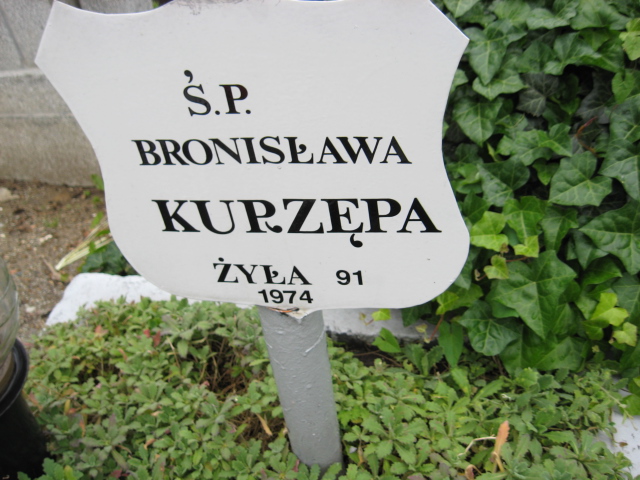 Ś.P.
BRONISŁAWA
KURZĘPA
ŻYŁA 91
1974